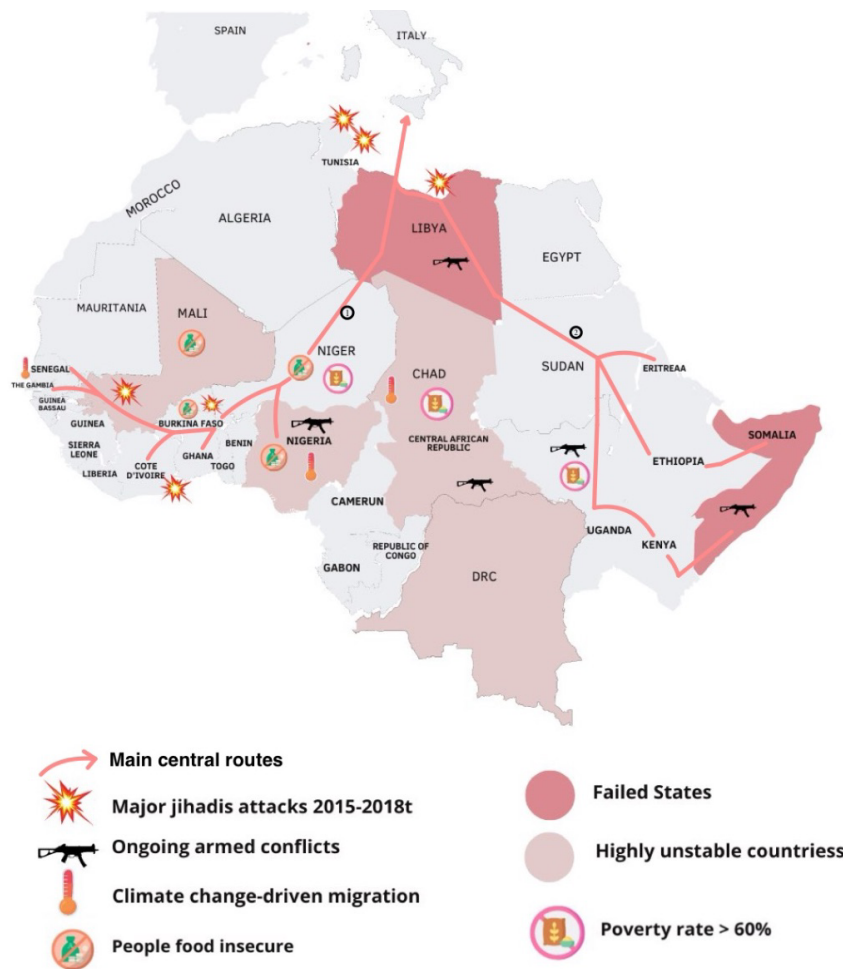 SPAIN
ITALY
TUNISIA
MOROCCO
ALGERIA
LIBYA
EGYPT
MAURITANIA
MALI
1
NIGER
CHAD
2
SUDAN
ERITREAA
SENEGAL
THE GAMBIA
GUINEA
BASSAU
GUINEA
BURKINA FASO
SIERRA
LEONE
LIBERIA
COTE
D'IVOIRE
GHANA
TOGO
BENIN
NIGERIA
CENTRAL AFRICAN
REPUBLIC
SOMALIA
ETHIOPIA
CAMERUN
UGANDA
KENYA
REPUBLIC OF
CONGO
GABON
DRC
Main central routes
Major jihadis attacks 2015-2018t
Ongoing armed conflicts
Climate change-driven migration
People food insecure
Failed States
Highly unstable countriess
Poverty rate > 60%